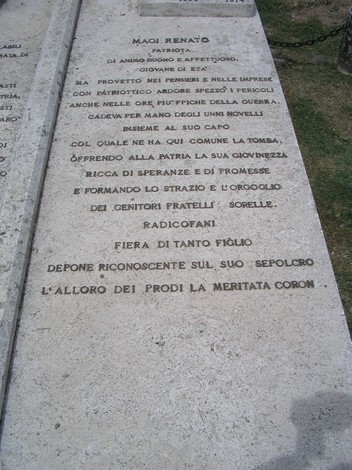 MAGI RENATO
PATRIOTA
DI ANIMO BUONO E AFFETTUOSO,
GIOVANE DI ETA'
MA PROVETTO NEI PENSIERI E NELLE IMPRESE
CON PATRIOTTICO ARDORE SPEZZO' I PERICOLI
ANCHE NELLE ORE PIU' FFICHE DELLA GUERRA.
CADEVA PER MANO DEGLI UNNI NOVELLI
INSIEME AL SUO CAPO
COL QUALE NE HA QUI COMUNE LA TOMBA,
OFFRENDO ALLA PATRIA LA SUA GIOVINEZZA
RICCA DI SPERANZE E DI PROMESSE
E FORMANDO LO STRAZIO E L'ORGOGLIO
DEI GENITORI FRATELLI SORELLE.
RADICOFANI
FIERA DI TANTO FIGLIO
DEPONE RICONOSCENTE SUL SUO SEPOLCRO
L'ALLORO DEI PRODI LA MERITATA CORON